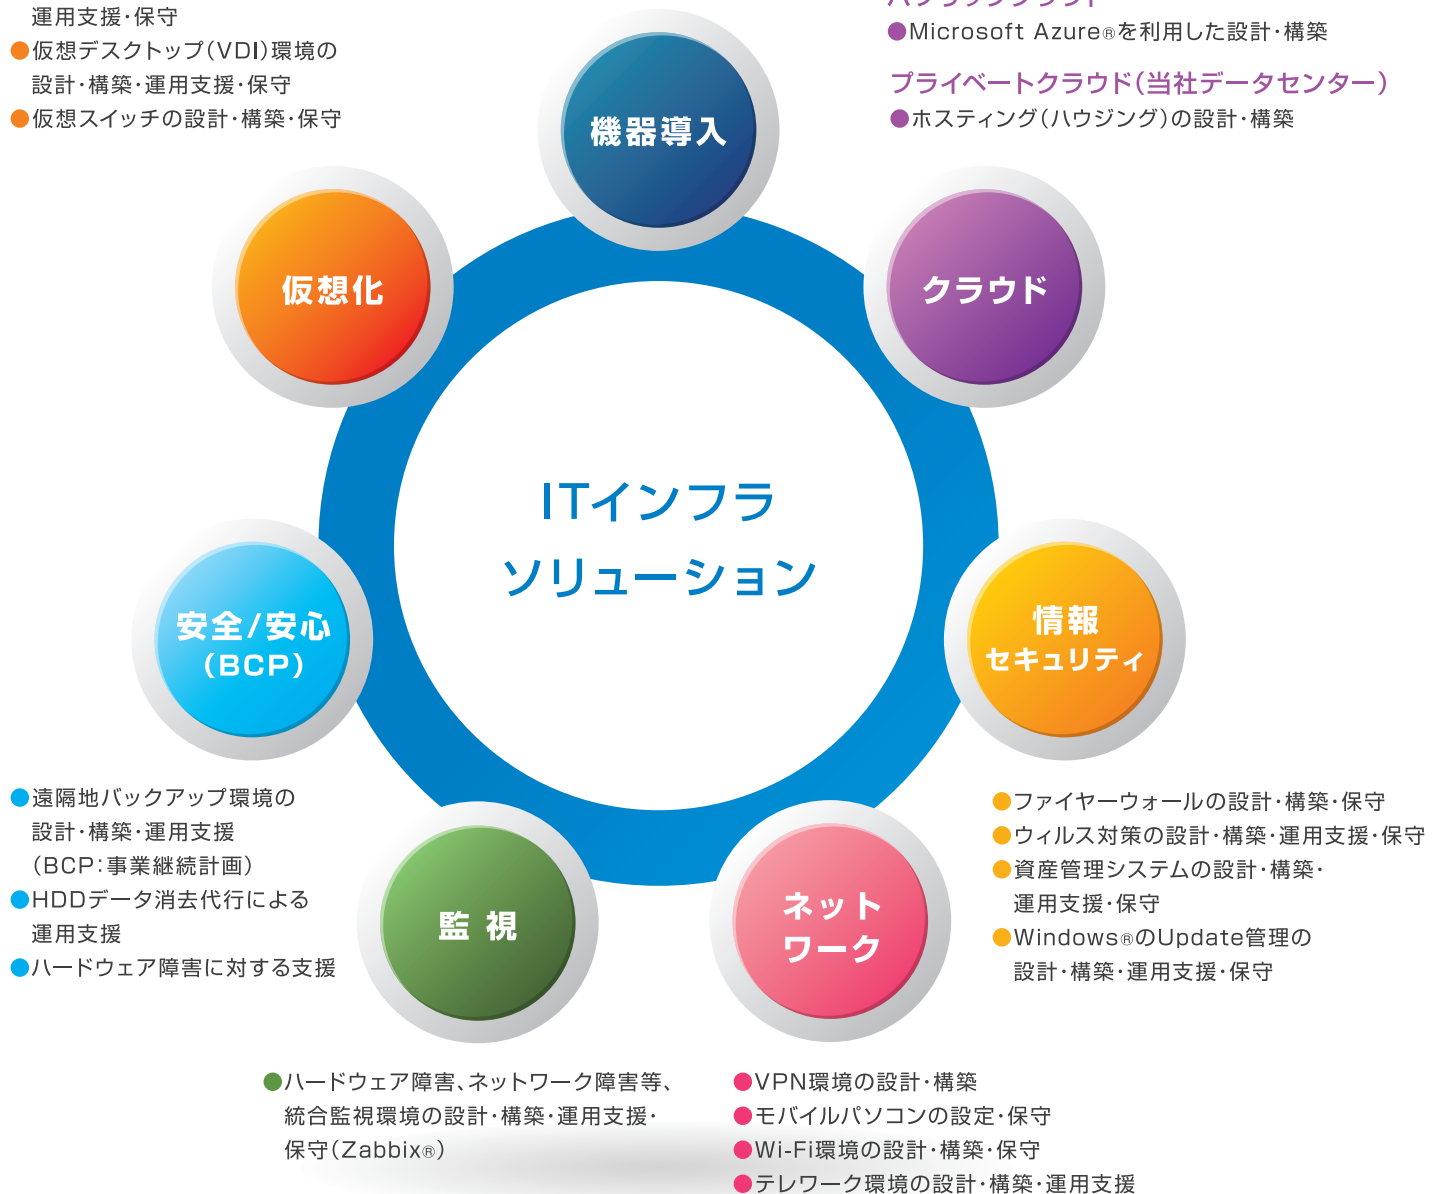 運用支援・保守
●仮想デスクトップ(VDI)環境の
設計・構築・運用支援・保守
●仮想スイッチの設計・構築・保守
パブリッククラウド
●Microsoft Azure®を利用した設計・構築
プライベートクラウド(当社データセンター)
●ホスティング(ハウジング)の設計・構築
機器導入
仮想化
クラウド
ITインフラ
ソリューション
安全/安心
(BCP)
情報
セキュリティ
●遠隔地バックアップ環境の
設計・構築・運用支援
(BCP:事業継続計画)
●HDDデータ消去代行による
運用支援
●ハードウェア障害に対する支援
●ファイヤーウォールの設計・構築・保守
●ウィルス対策の設計・構築・運用支援・保守
●資産管理システムの設計・構築・
運用支援・保守
●Windows®のUpdate管理の
設計・構築・運用支援・保守
監 視
ネット
ワーク
●ハードウェア障害、ネットワーク障害等、
統合監視環境の設計・構築・運用支援・
保守(Zabbix®)
●VPN環境の設計・構築
●モバイルパソコンの設定・保守
●Wi-Fi環境の設計・構築・保守
●テレワーク環境の設計・構築・運用支援